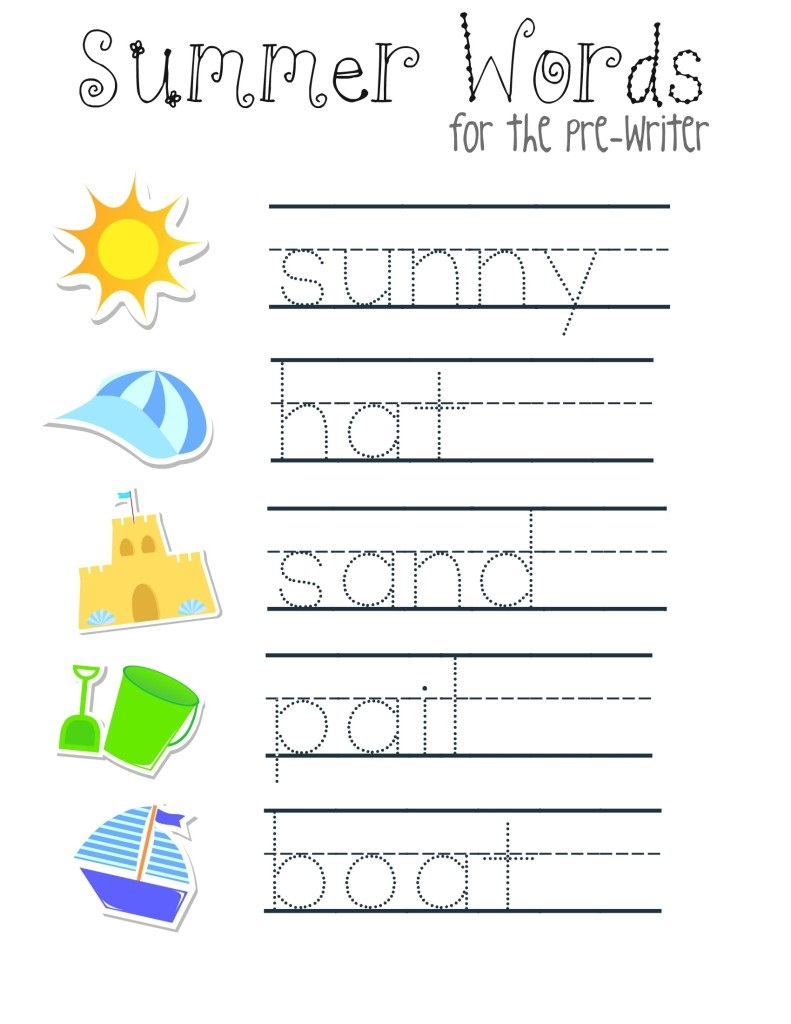 Summer Words
for the pre-writer
sunny
hat
sand
pail
boat